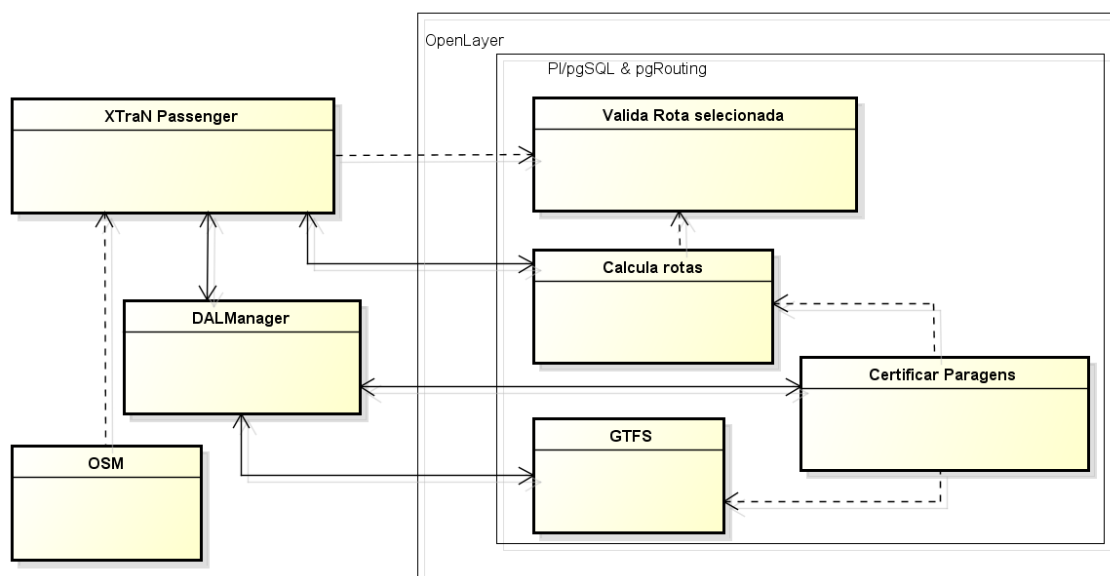 OpenLayer
Pl/pgSQL & pgRouting
XTraN Passenger
Valida Rota selecionada
Calcula rotas
DALManager
Certificar Paragens
GTFS
OSM